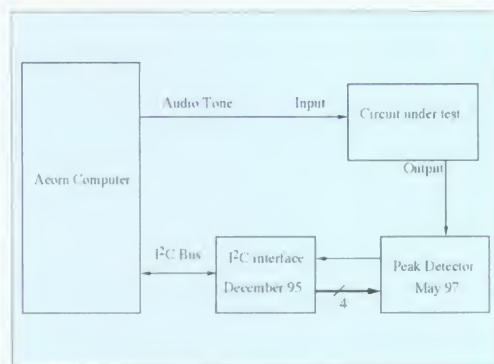 Audio Tone
Input
Circuit under test
Output
Acorn Computer
I²C Bus
I²C interface
December 95
4
Peak Detector
May 97